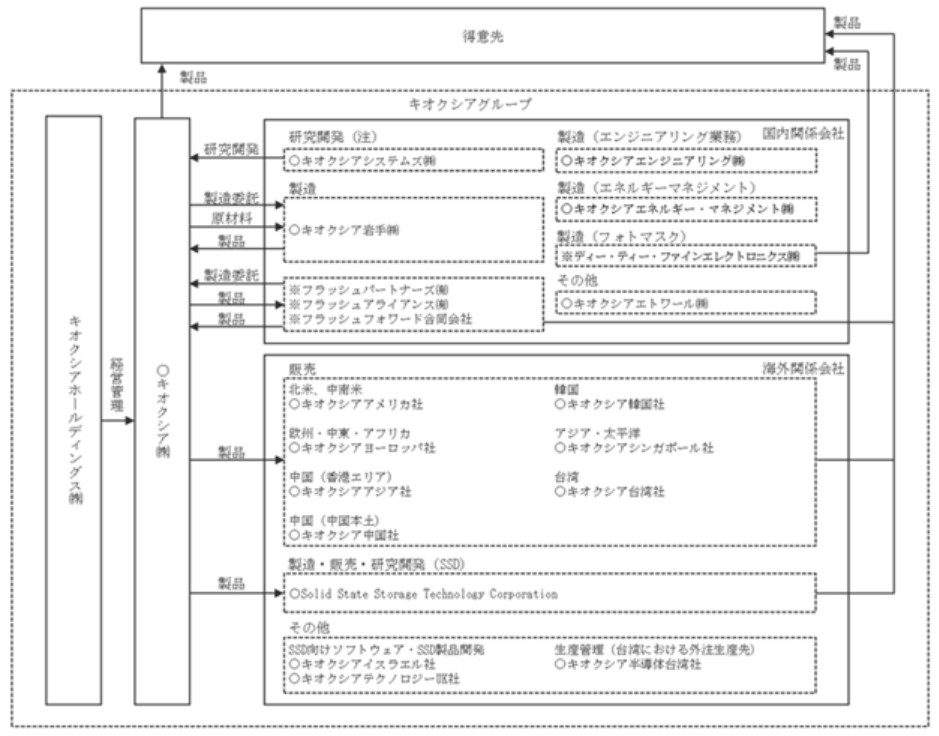 得意先
製品
製品
製品
キオクシアグループ
キオクシアホールディングス㈱
経営管理
○キオクシア㈱
国内関係会社
研究開発
研究開発（注）
○キオクシアシステムズ㈱
製造委託
原材料
製品
製造
○キオクシア岩手㈱
製造委託
製品
製品
※フラッシュパートナーズ㈲
※フラッシュアライアンス㈲
※フラッシュフォワード合同会社
製造（エンジニアリング業務）
○キオクシアエンジニアリング㈱
製造（エネルギーマネジメント）
○キオクシアエネルギー・マネジメント㈱
製造（フォトマスク）
※ディー・ティー・ファインエレクトロニクス㈱
その他
○キオクシアエトワール㈱
海外関係会社
製品
販売
北米、中南米
○キオクシアアメリカ社
韓国
○キオクシア韓国社
欧州・中東・アフリカ
○キオクシアヨーロッパ社
アジア・太平洋
○キオクシアシンガポール社
中国（香港エリア）
○キオクシアアジア社
台湾
○キオクシア台湾社
中国（中国本土）
○キオクシア中国社
製品
製造・販売・研究開発（SSD）
○Solid State Storage Technology Corporation
その他
SSD向けソフトウェア・SSD製品開発
○キオクシアイスラエル社
○キオクシアテクノロジーUK社
生産管理（台湾における外注生産先）
○キオクシア半導体台湾社